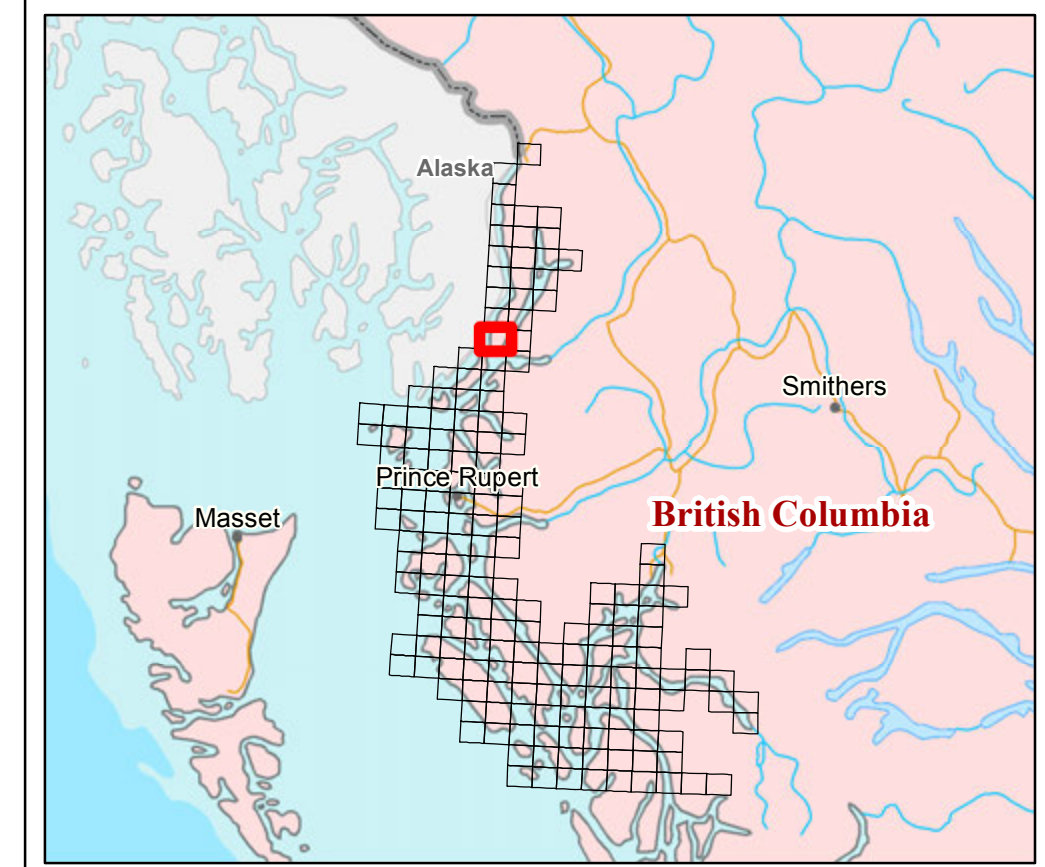 Alaska
Smithers
Prince Rupert
Masset
British Columbia